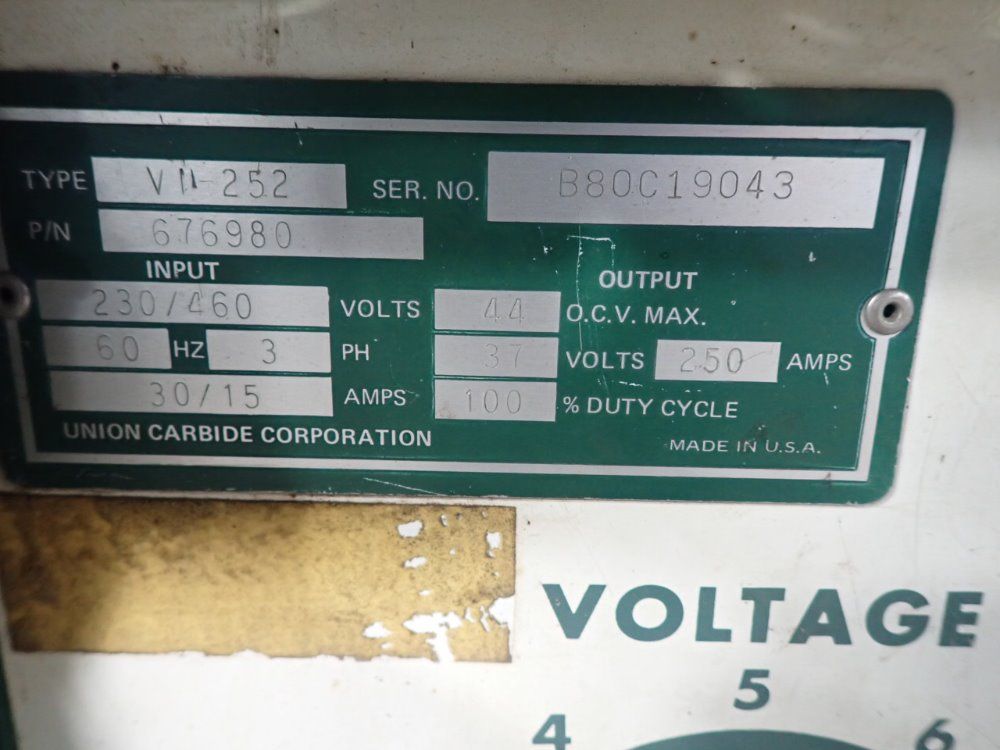 TYPE VI-252 SER. NO. B80C19043
P/N 676980
INPUT OUTPUT
230/460 VOLTS 44 O.C.V. MAX.
60 HZ 3 PH 37 VOLTS 250 AMPS
30/15 AMPS 100 % DUTY CYCLE
UNION CARBIDE CORPORATION MADE IN U.S.A.
VOLTAGE
4 5 6